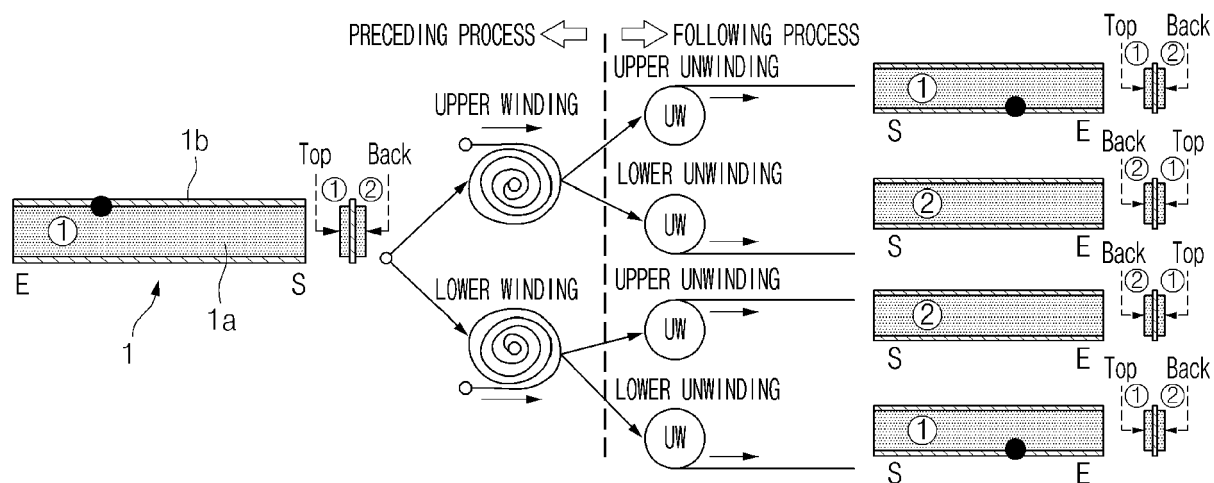 PRECEDING PROCESS
FOLLOWING PROCESS
UPPER WINDING
LOWER WINDING
UPPER UNWINDING
UW
LOWER UNWINDING
UW
UPPER UNWINDING
UW
LOWER UNWINDING
UW
1b
Top Back
① ②
①
E S
1a
1
Top Back
① ②
①
S E
Back Top
② ①
②
S E
Back Top
② ①
②
S E
Top Back
① ②
①
S E